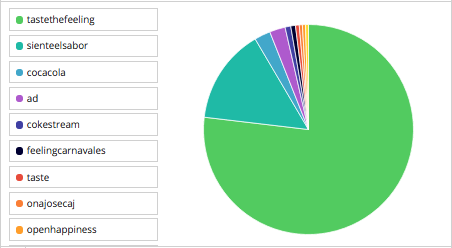 tastethefeeling
sienteelsabor
cocacola
ad
cokestream
feelingcarnavales
taste
onajosecaj
openhappiness